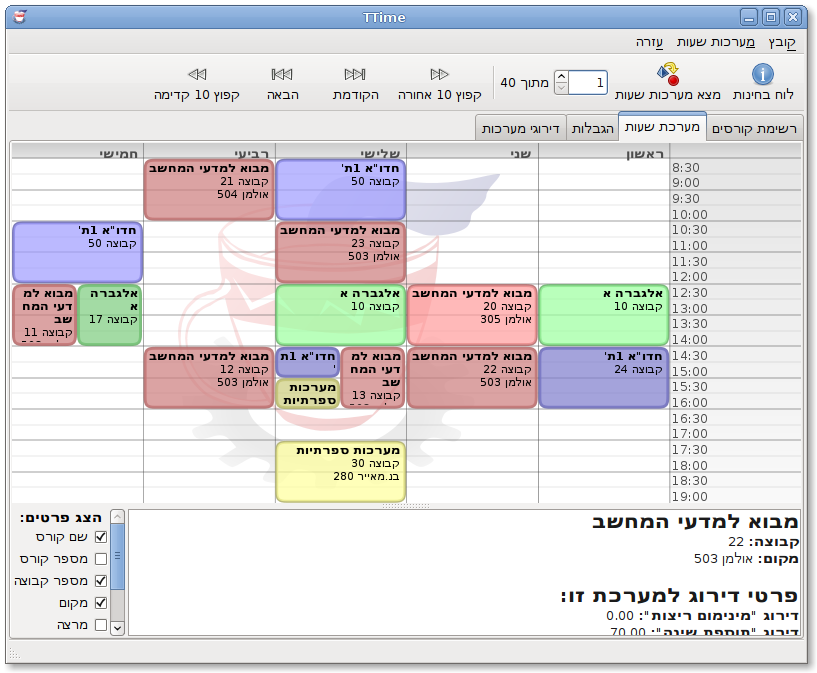 TTime
קובץ
מערכות שעות
עזרה
לוח בחינות
מצא מערכות שעות
1
מתוך 40
קפוץ 10 אחורה
הקודמת
הבאה
קפוץ 10 קדימה
רשימת קורסים
מערכת שעות
הגבלות
דירוגי מערכות
ראשון
שני
שלישי
רביעי
חמישי
8:30
9:00
9:30
10:00
10:30
11:00
11:30
12:00
12:30
13:00
13:30
14:00
14:30
15:00
15:30
16:00
16:30
17:00
17:30
18:00
18:30
19:00
אלגברה א
קבוצה 10
חדו"א 1ת'
קבוצה 24
מבוא למדעי המחשב
קבוצה 20
אולמן 305
מבוא למדעי המחשב
קבוצה 22
אולמן 503
חדו"א 1ת'
קבוצה 50
מבוא למדעי המחשב
קבוצה 23
אולמן 503
אלגברה א
קבוצה 10
מבוא למ
דעי המח
שב
קבוצה 13
חדו"א 1ת
'
מערכות
ספרתיות
מערכות ספרתיות
קבוצה 30
בנ.מאייר 280
מבוא למדעי המחשב
קבוצה 21
אולמן 504
מבוא למדעי המחשב
קבוצה 12
אולמן 503
חדו"א 1ת'
קבוצה 50
אלגברה
א
קבוצה 17
מבוא למ
דעי המח
שב
קבוצה 11
מבוא למדעי המחשב
קבוצה: 22
מקום: אולמן 503
פרטי דירוג למערכת זו:
דירוג "מינימום ריצות": 0.00
דירוג "תוספת שינה": 70.00
הצג פרטים:
שם קורס
מספר קורס
מספר קבוצה
מקום
מרצה